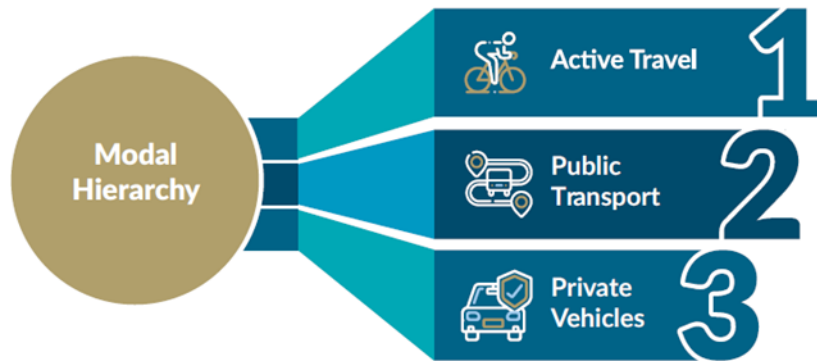 Modal
Hierarchy
Active Travel
1
Public
Transport
2
Private
Vehicles
3